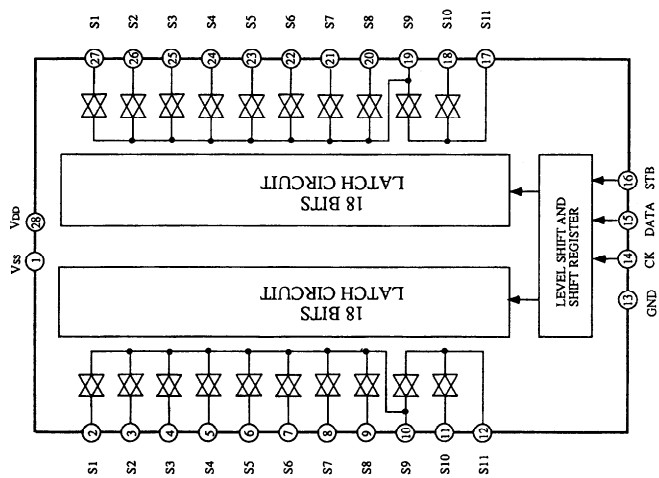 S1 S2 S3 S4 S5 S6 S7 S8 S9 S10 S11
27 26 25 24 23 22 21 20 19 18 17
VDD
28
VSS
1
18 BITS
LATCH CIRCUIT
18 BITS
LATCH CIRCUIT
LEVEL SHIFT AND
SHIFT REGISTER
16 STB
15 DATA
14 CK
13 GND
2 3 4 5 6 7 8 9 10 11 12
S1 S2 S3 S4 S5 S6 S7 S8 S9 S10 S11